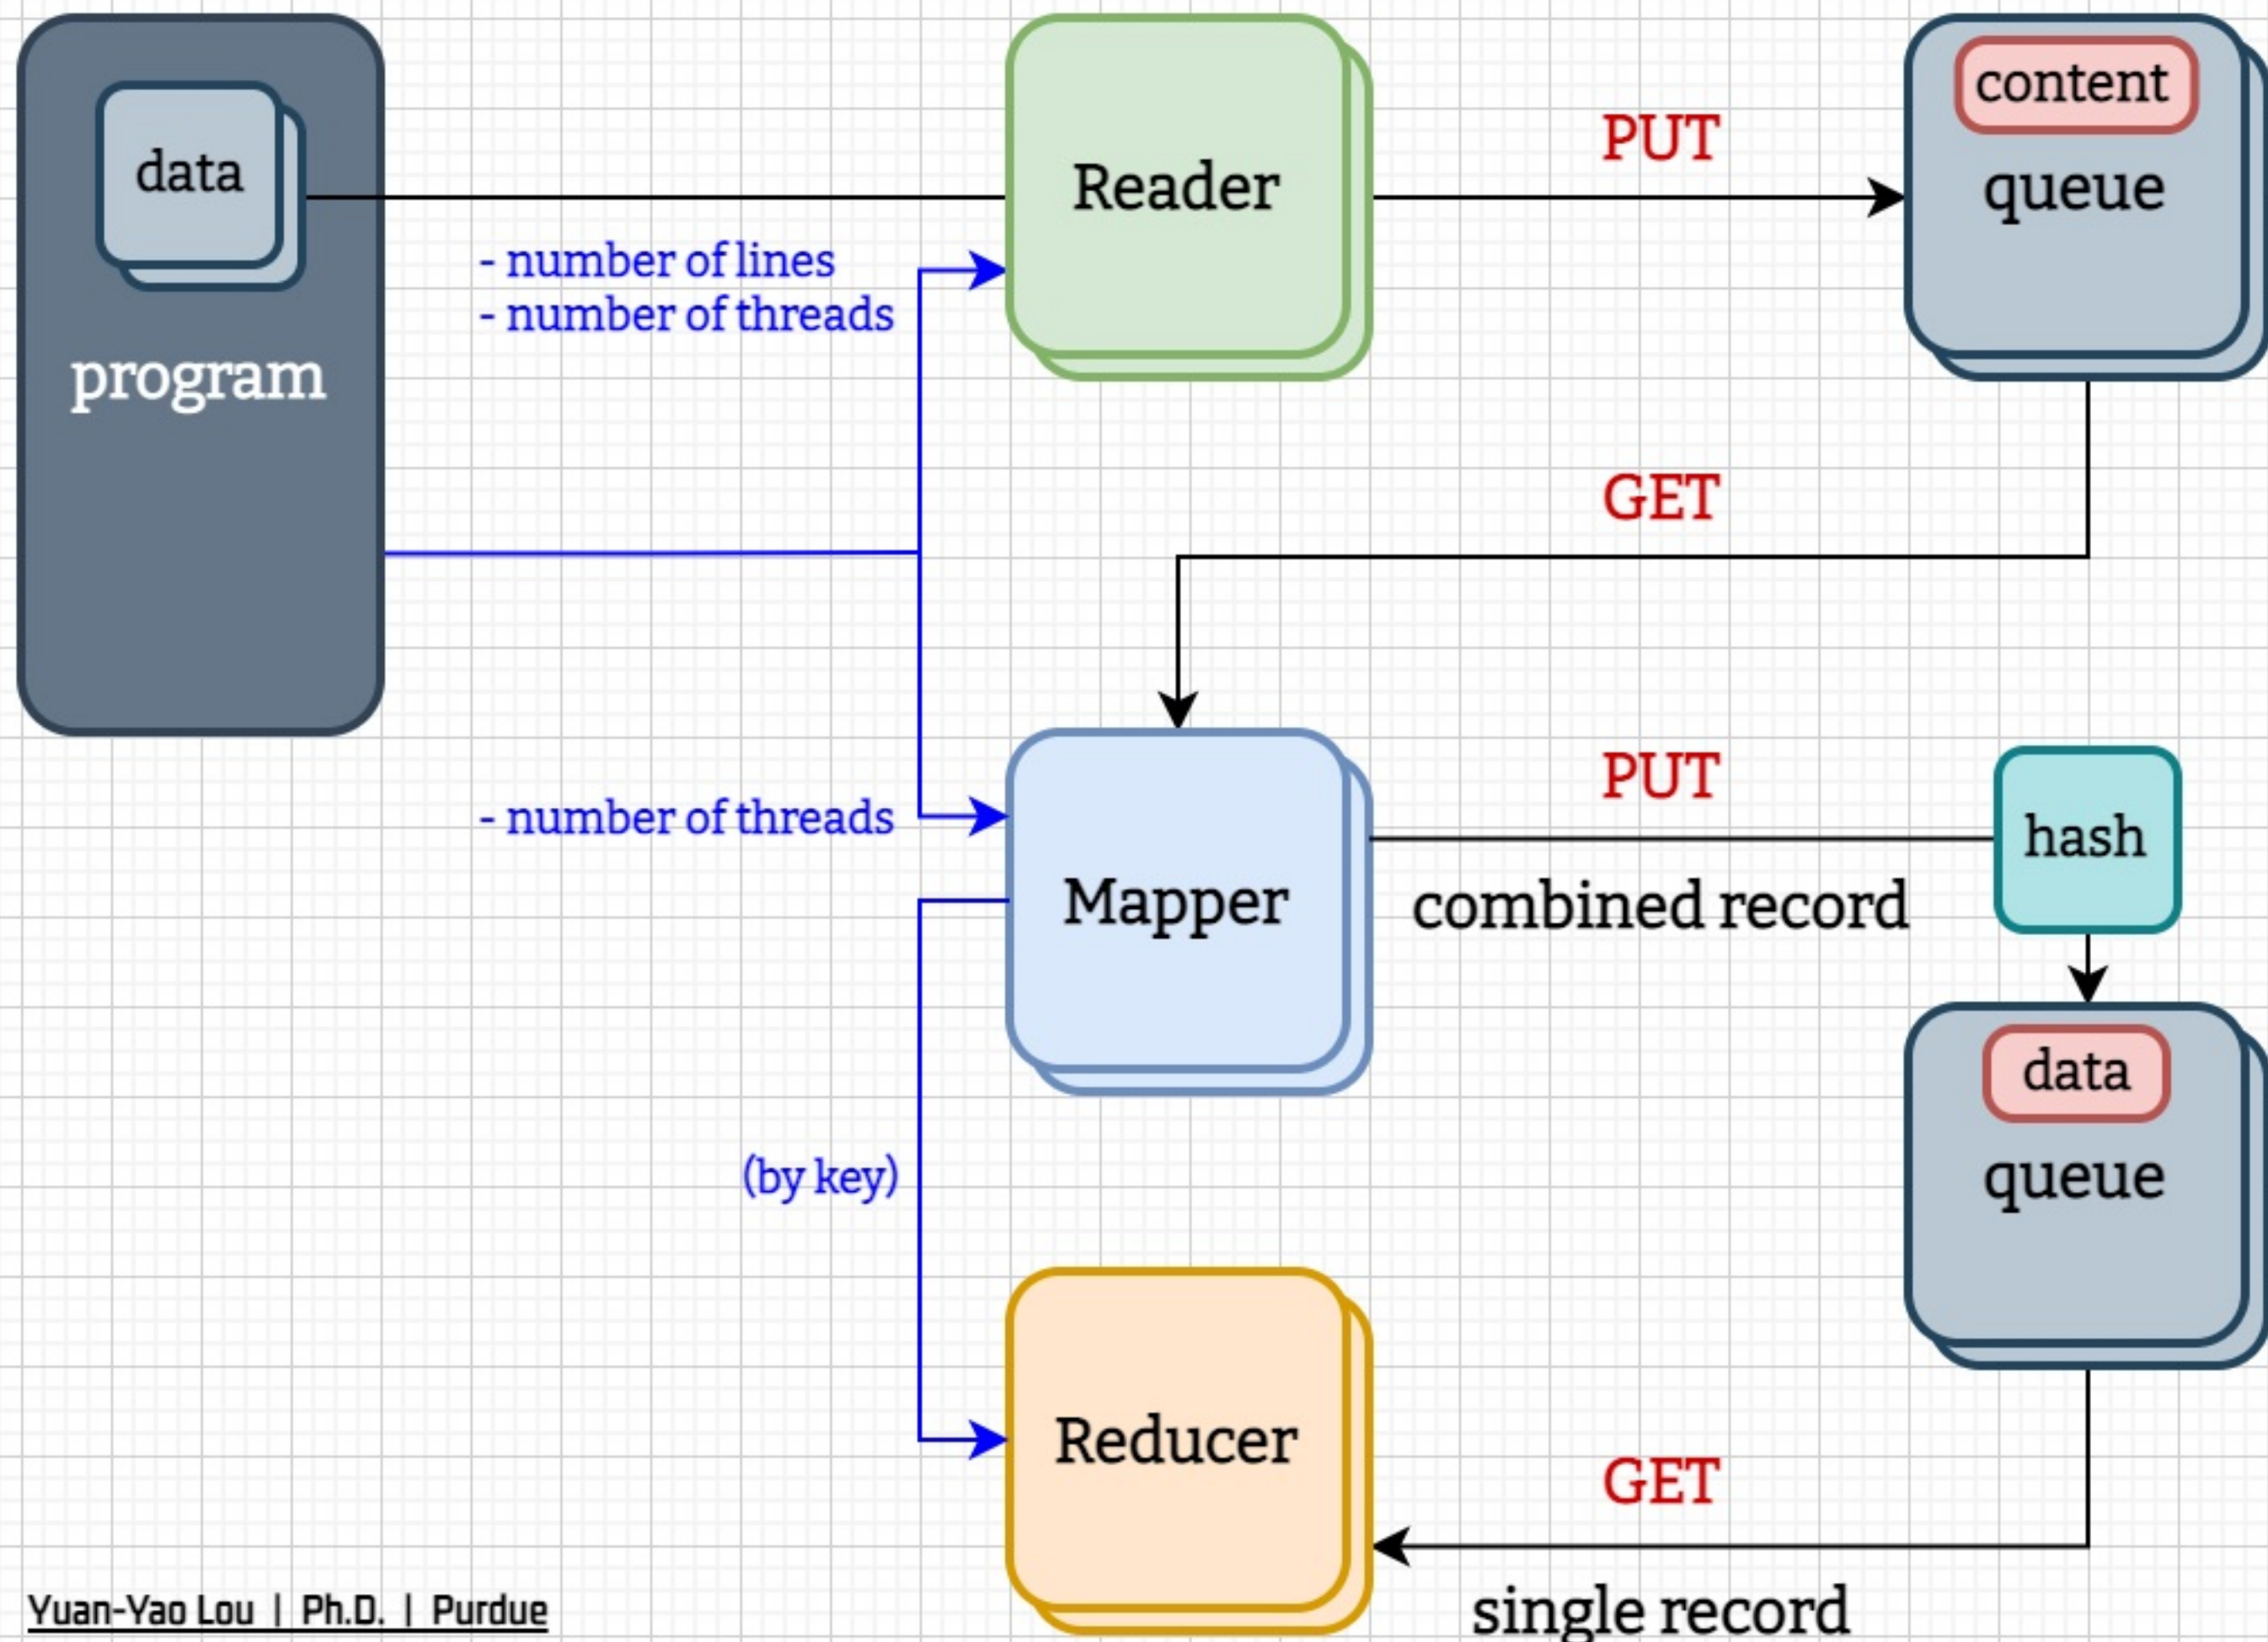 data
program
- number of lines
- number of threads
Reader
PUT
content
queue
GET
- number of threads
Mapper
PUT
combined record
hash
data
queue
(by key)
Reducer
GET
single record
Yuan-Yao Lou | Ph.D. | Purdue